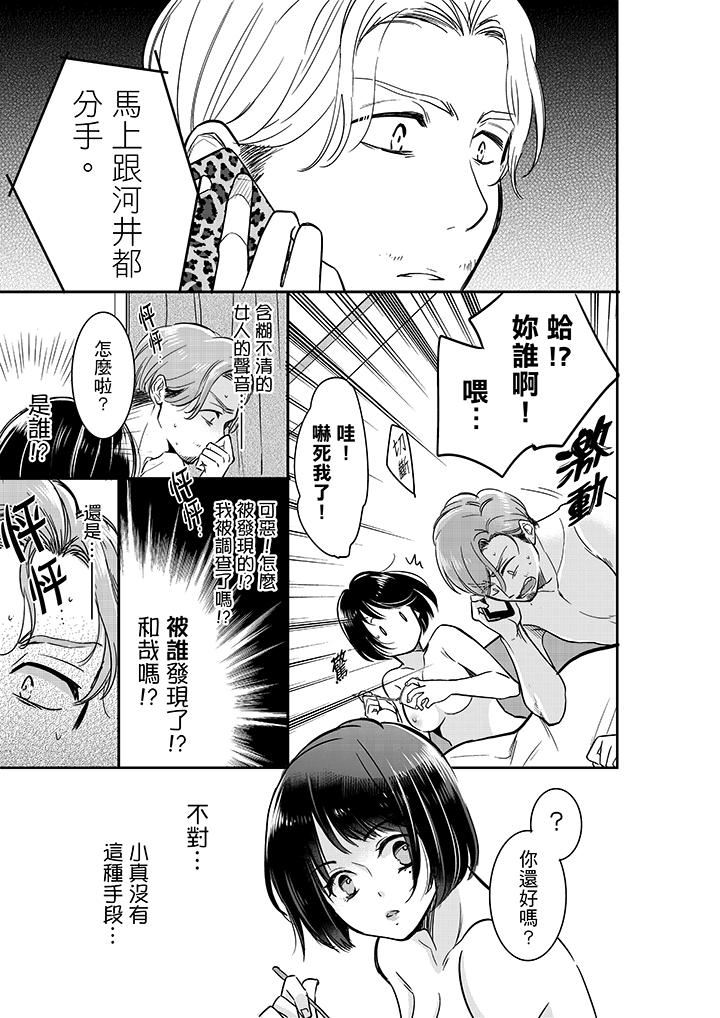 馬上跟河井都
分手。
蛤!?
妳誰啊!
喂…
激動
哇!
嚇死我了!
切斷
驚
含糊不清的
女人的聲音…
怦
怦
怎麼啦?
是誰!?
可惡!怎麼
被發現的!?
我被調查了嗎!?
被誰發現了!?
和哉嗎!?
還是…
怦
怦
?
你還好嗎?
不對…
小真沒有
這種手段…